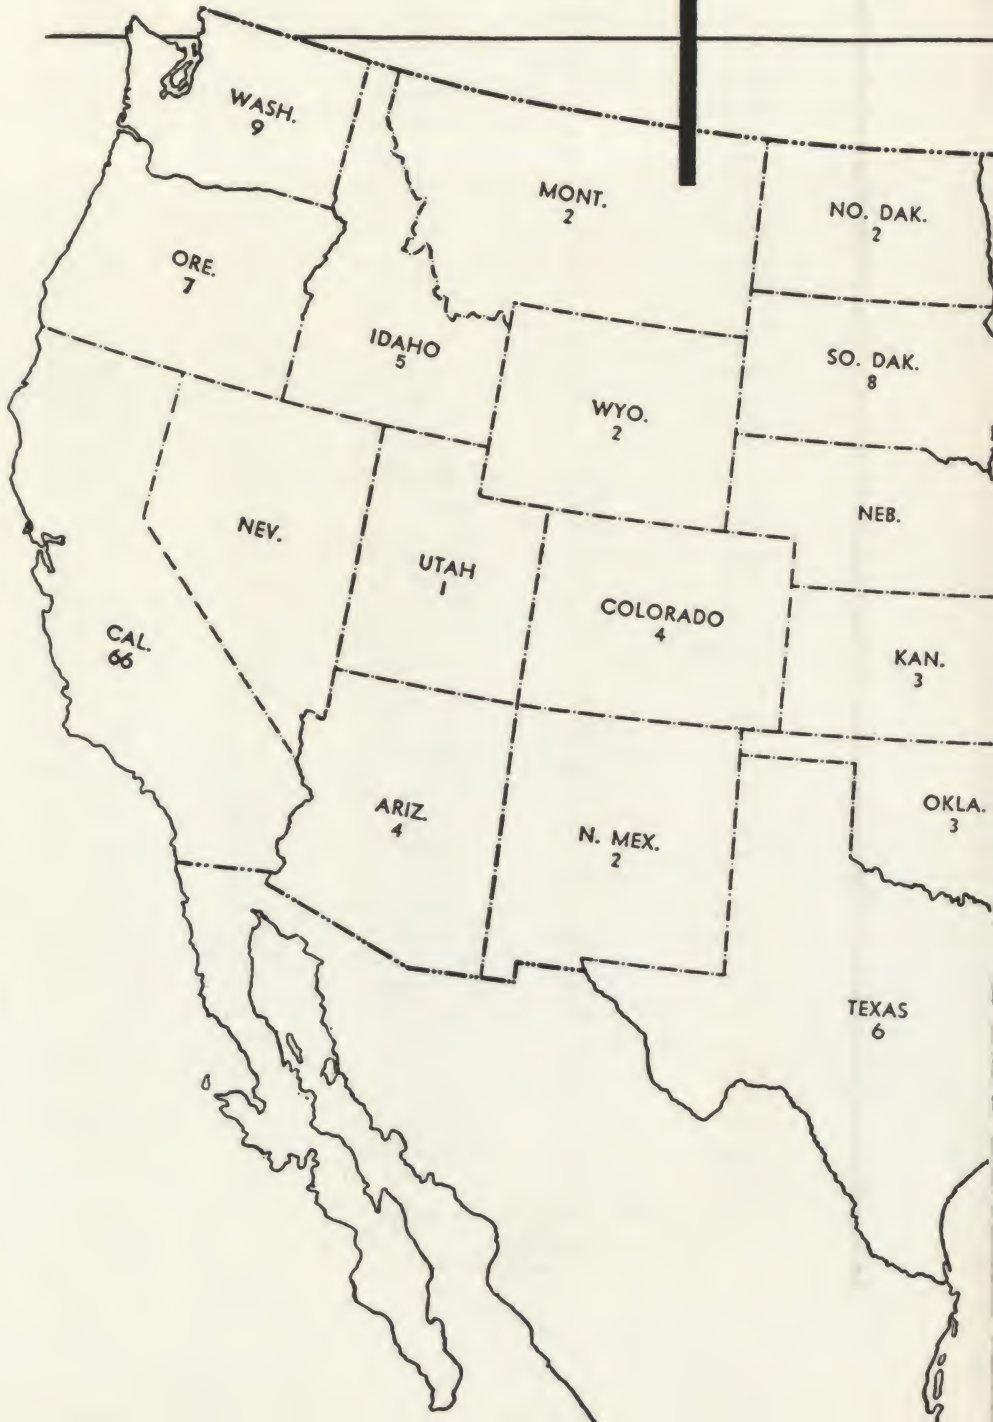 WASH.
9
MONT.
2
NO. DAK.
2
ORE.
7
IDAHO
5
SO. DAK.
8
WYO.
2
NEV.
NEB.
UTAH
1
COLORADO
4
CAL.
66
KAN.
3
ARIZ.
4
N. MEX.
2
OKLA.
3
TEXAS
6